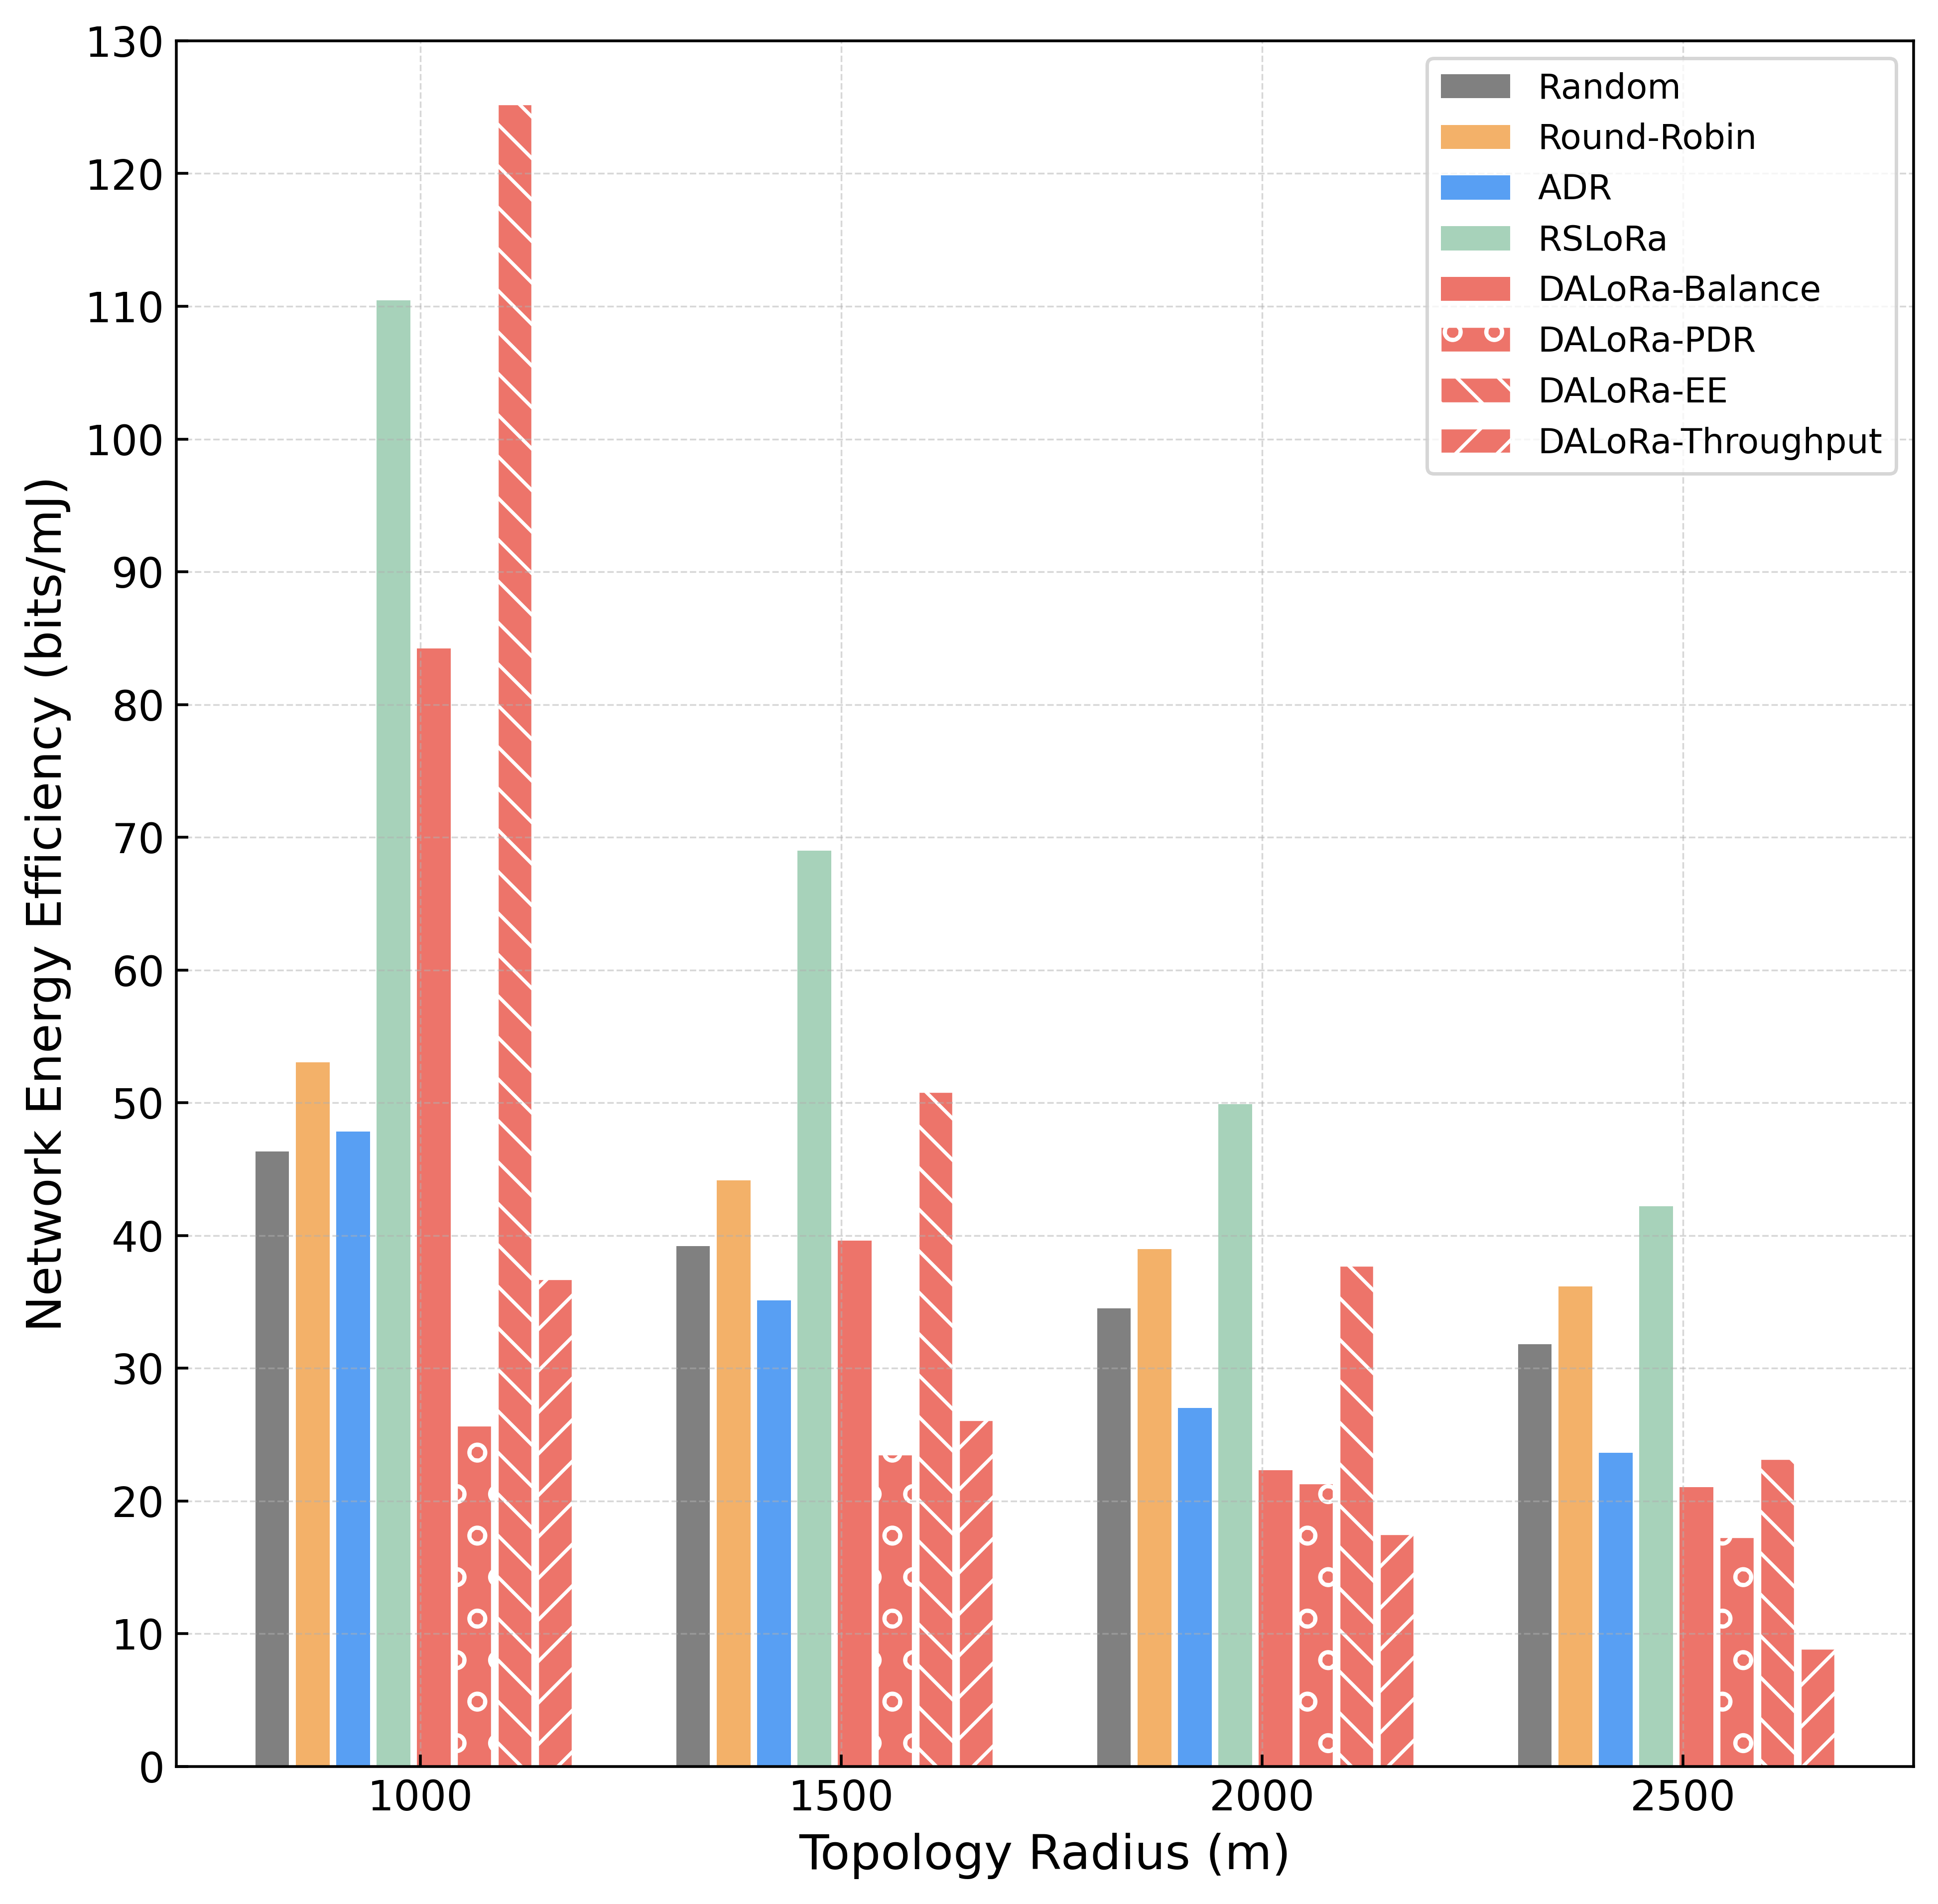 130
120
110
100
90
80
70
60
50
40
30
20
10
0
Network Energy Efficiency (bits/mJ)
Random
Round-Robin
ADR
RSLoRa
DALoRa-Balance
DALoRa-PDR
DALoRa-EE
DALoRa-Throughput
1000 1500 2000 2500
Topology Radius (m)